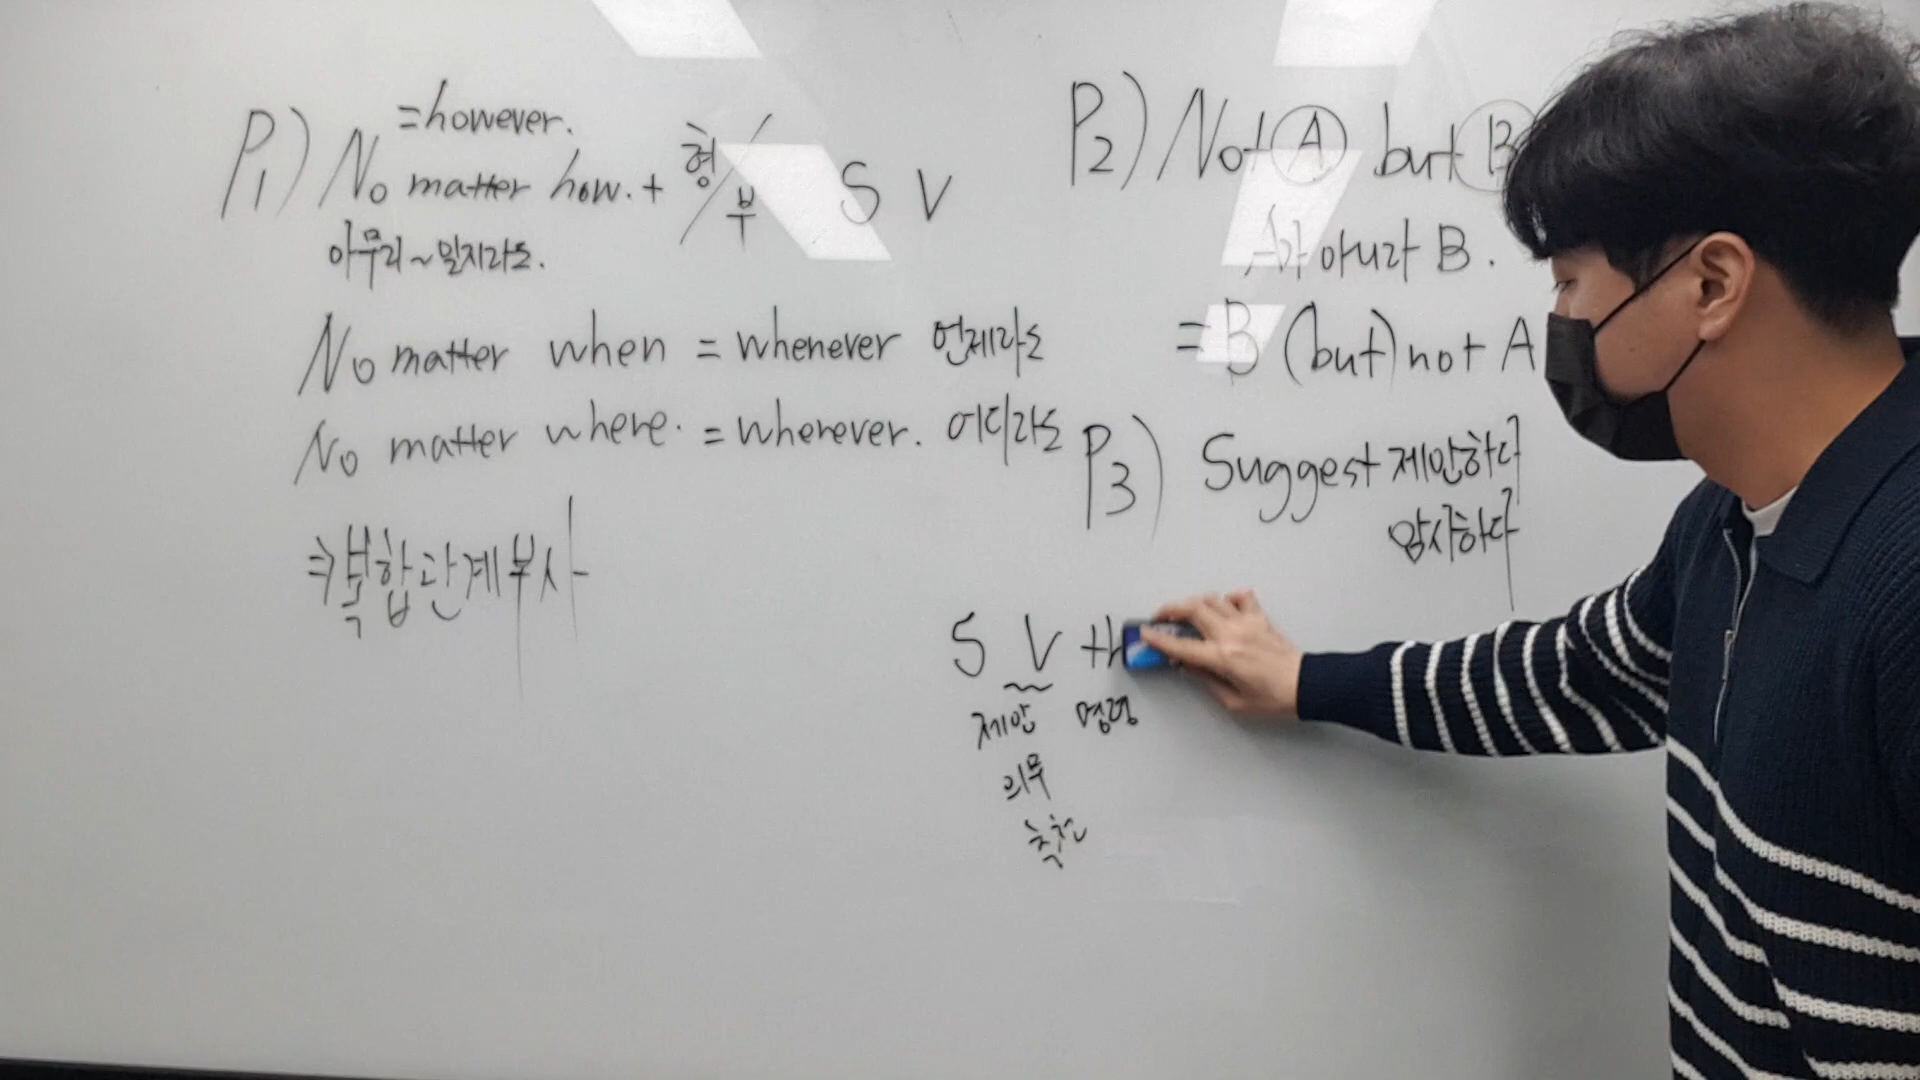 P1) =however.
No matter how. + 형/부 S V
아무리~일지라도.
No matter when = whenever 언제라도
No matter where. = wherever. 어디라도
⇒복합관계부사
P2) Not A but B
A가 아니라 B.
= B (but) not A
P3) Suggest 제안하다
암시하다
S V th
제안 명령
의무
추천